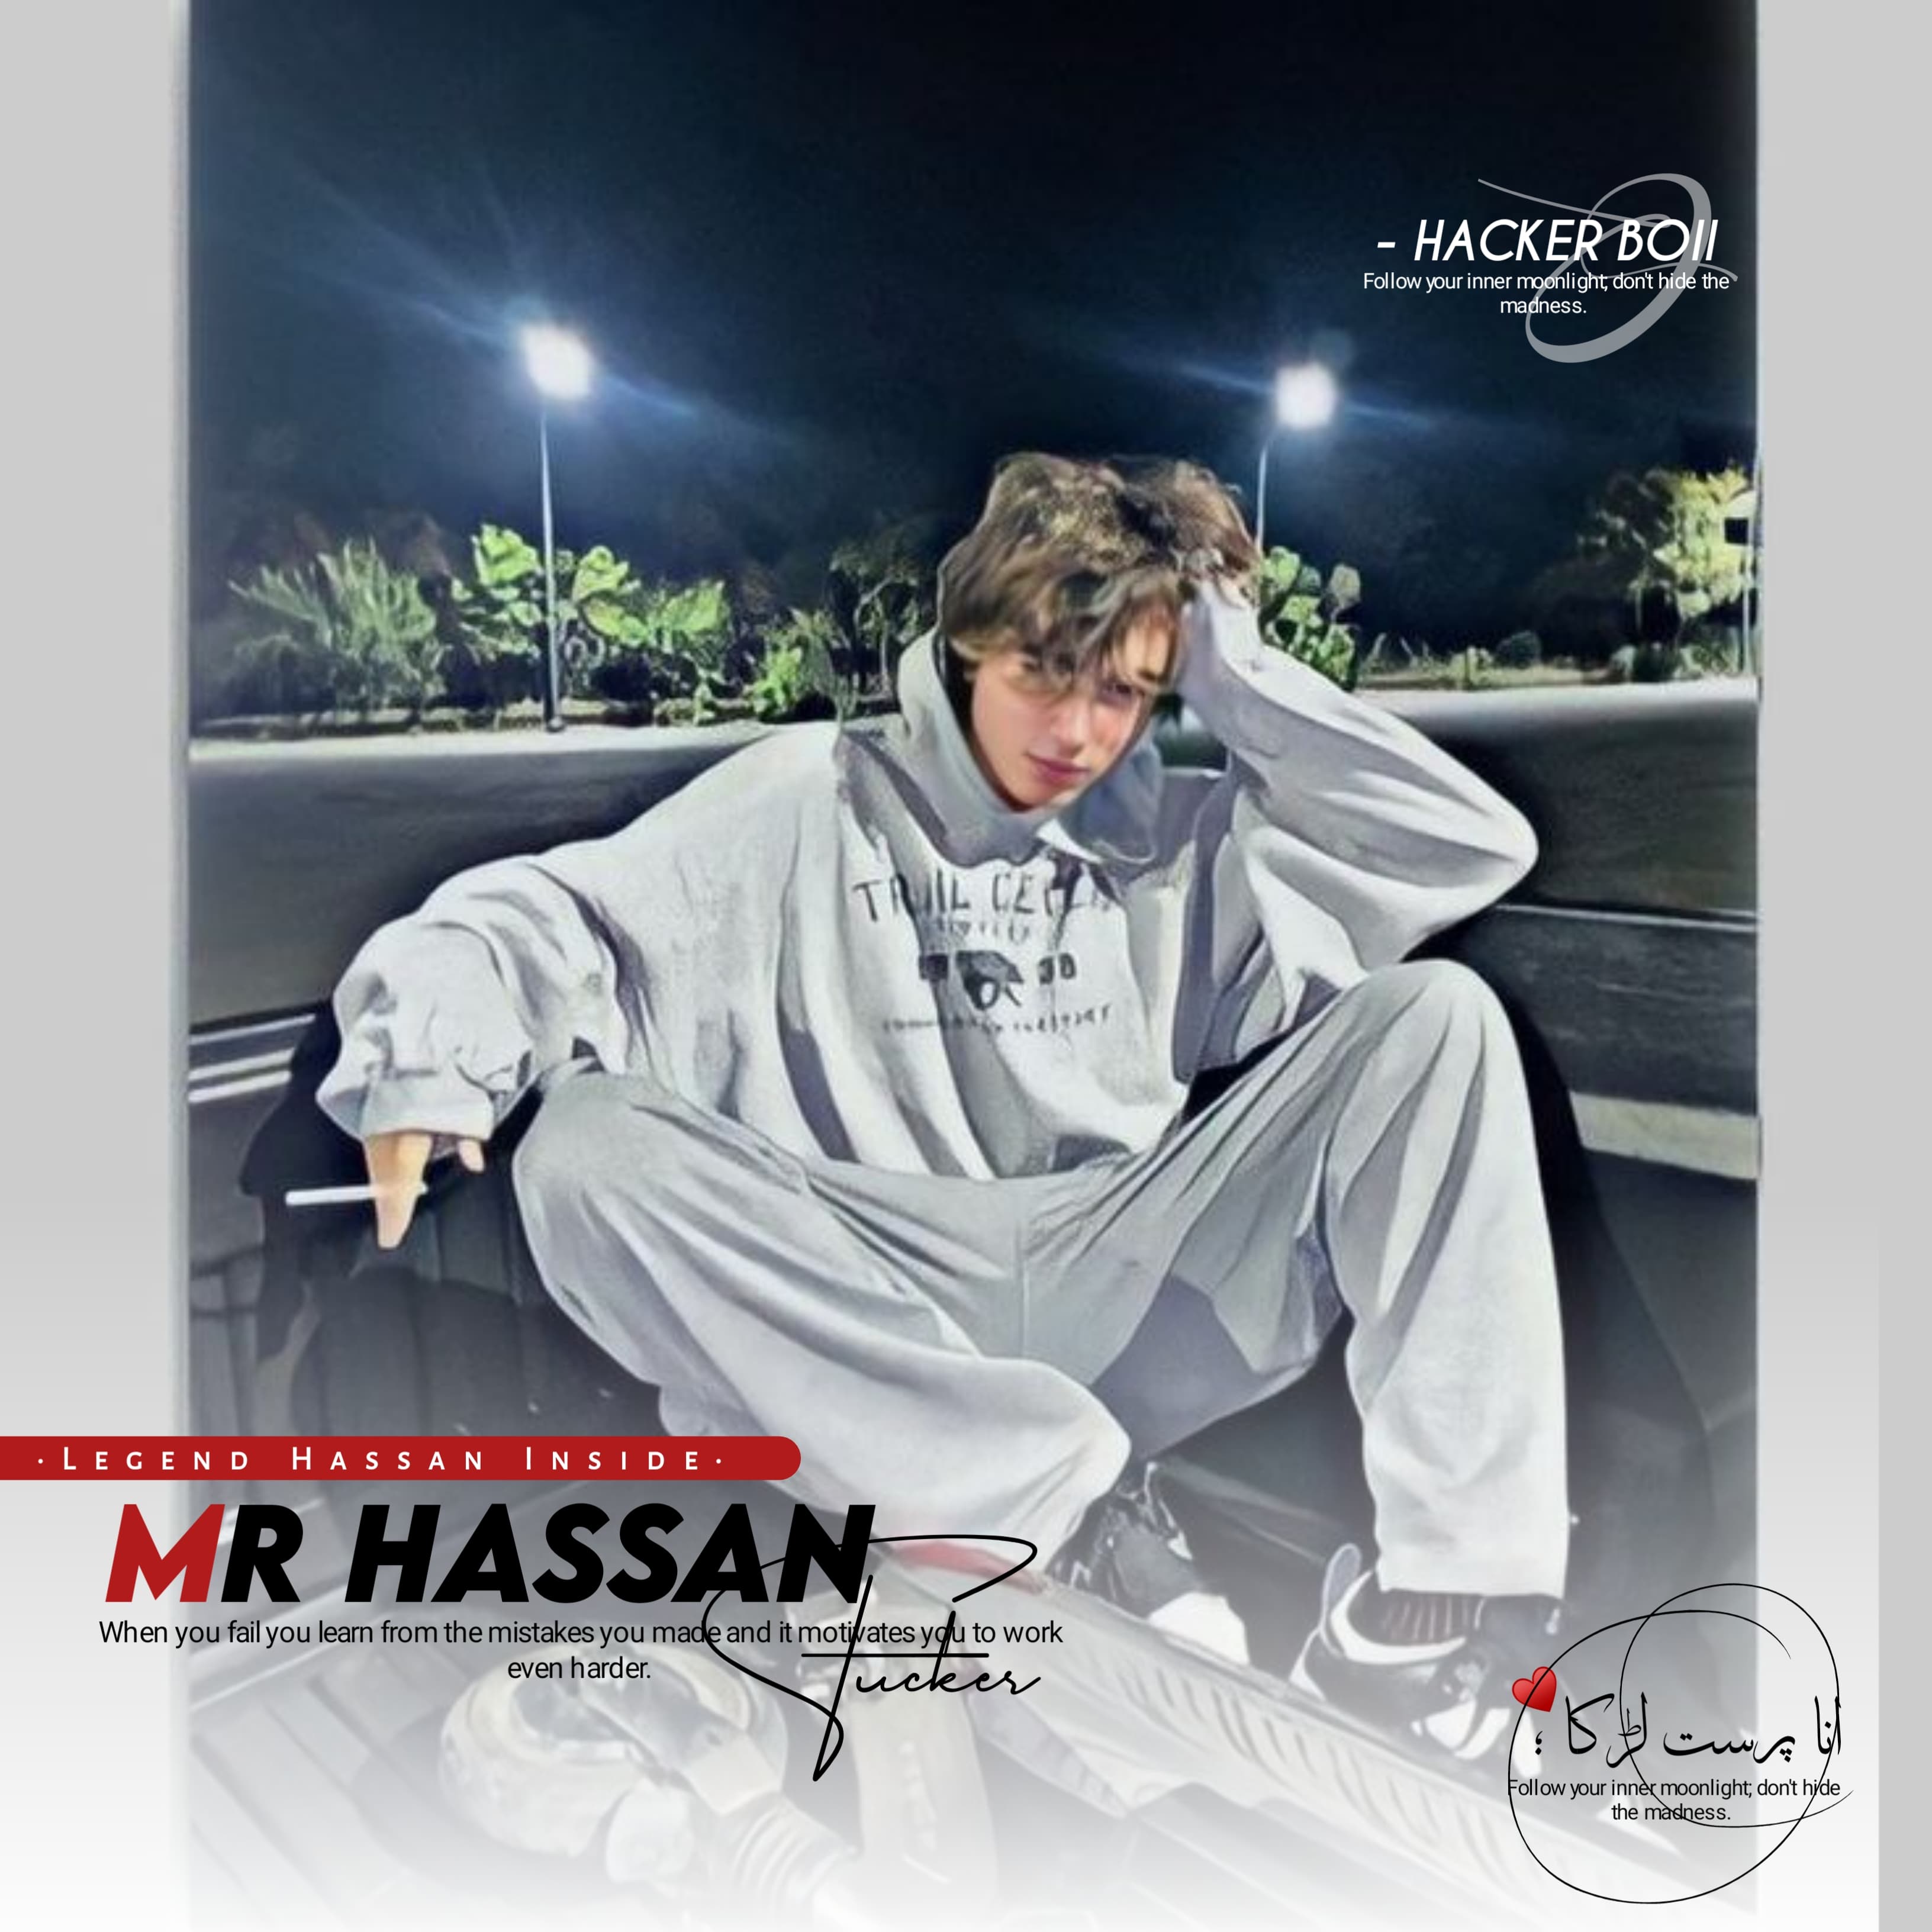 - HACKER BOII
Follow your inner moonlight; don't hide the
madness.
· LEGEND HASSAN INSIDE ·
MR HASSAN
When you fail you learn from the mistakes you made and it motivates you to work
even harder.
Tucker
انا پرست لڑکا ؛
Follow your inner moonlight; don't hide
the madness.